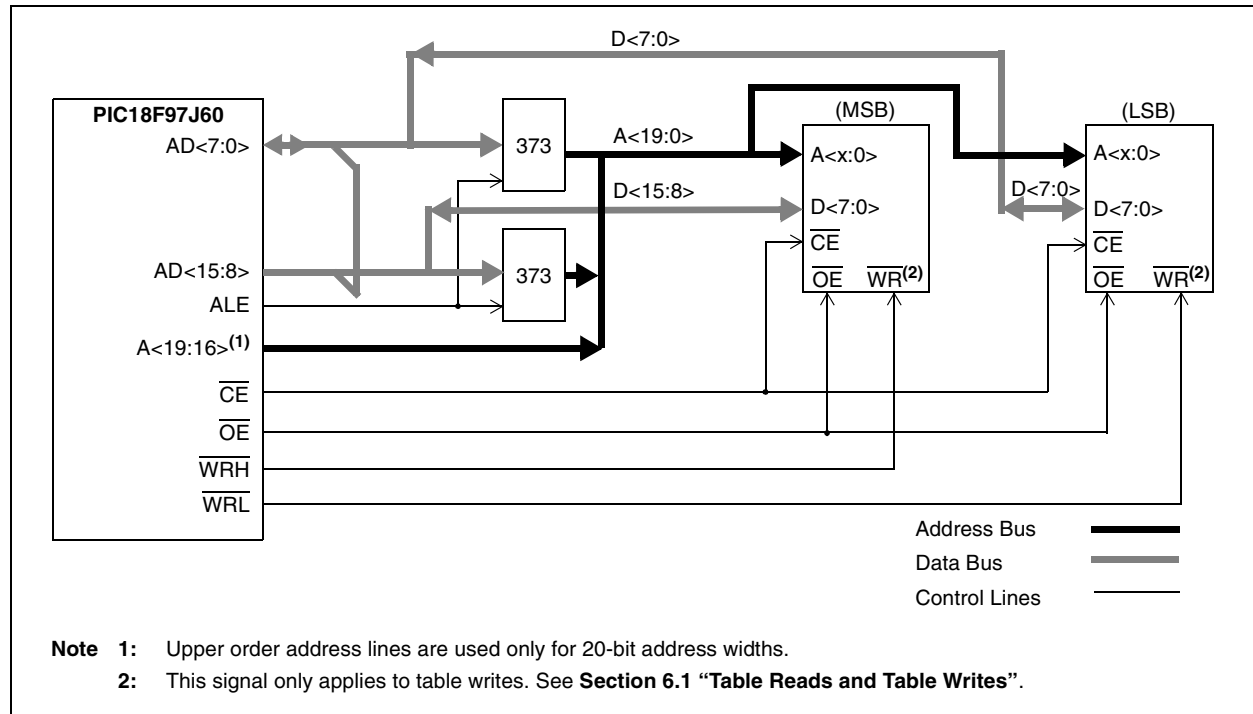 D<7:0>
PIC18F97J60
AD<7:0>
373
A<19:0>
(MSB)
A<x:0>
(LSB)
A<x:0>
D<15:8>
D<7:0>
D<7:0>
D<7:0>
CE
CE
AD<15:8>
373
OE WR(2)
OE WR(2)
ALE
A<19:16>(1)
CE
OE
WRH
WRL
Address Bus
Data Bus
Control Lines
Note 1: Upper order address lines are used only for 20-bit address widths.
2: This signal only applies to table writes. See Section 6.1 “Table Reads and Table Writes”.